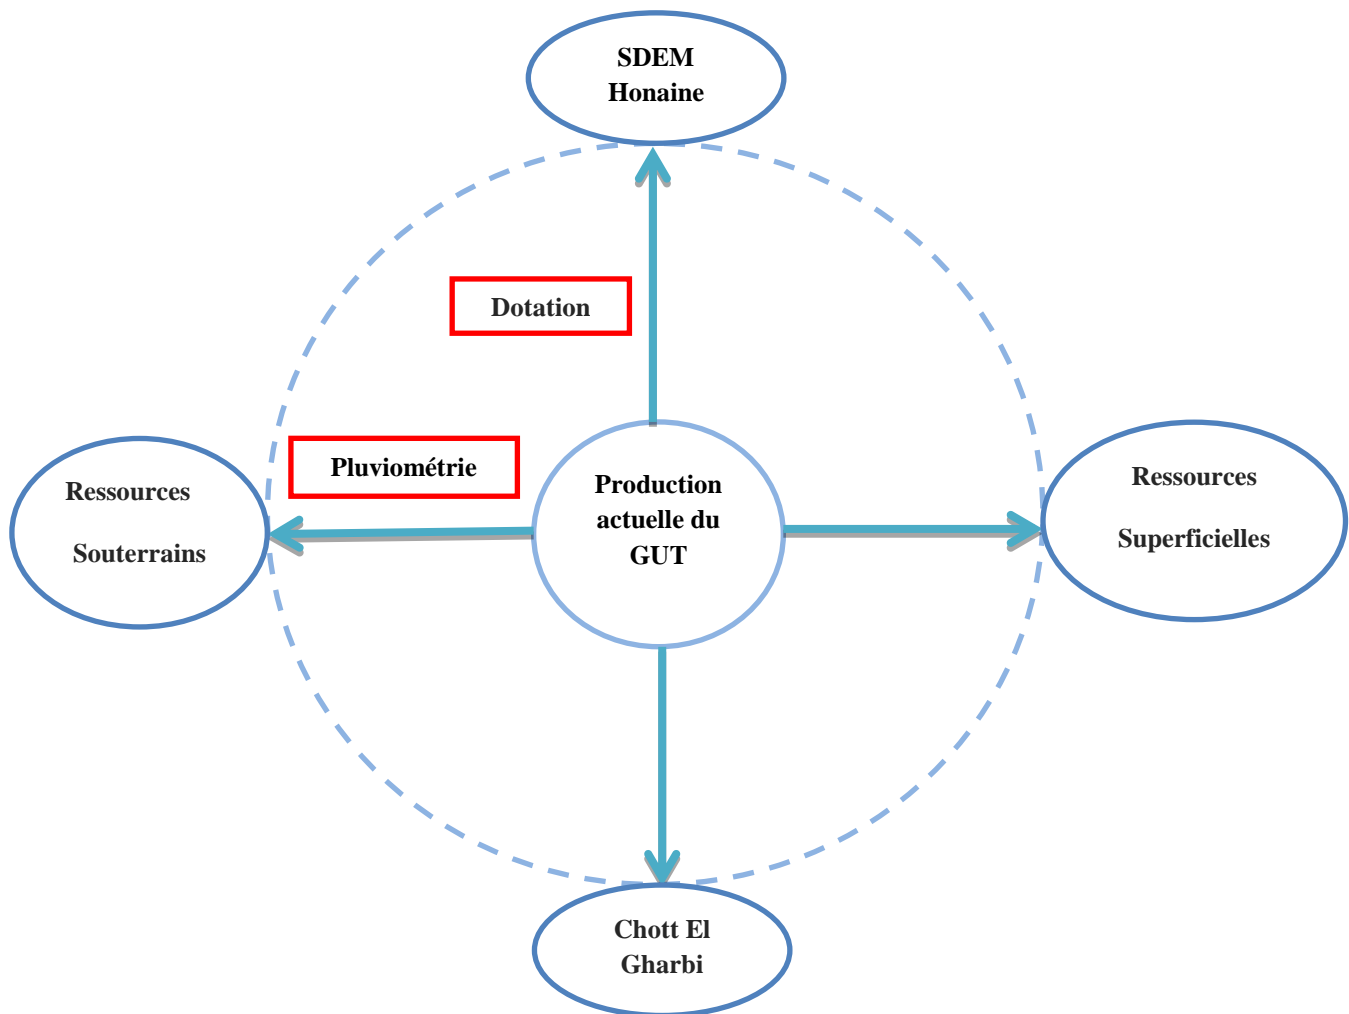 SDEM
Honaine
Dotation
Pluviométrie
Ressources
Souterrains
Production
actuelle du
GUT
Ressources
Superficielles
Chott El
Gharbi